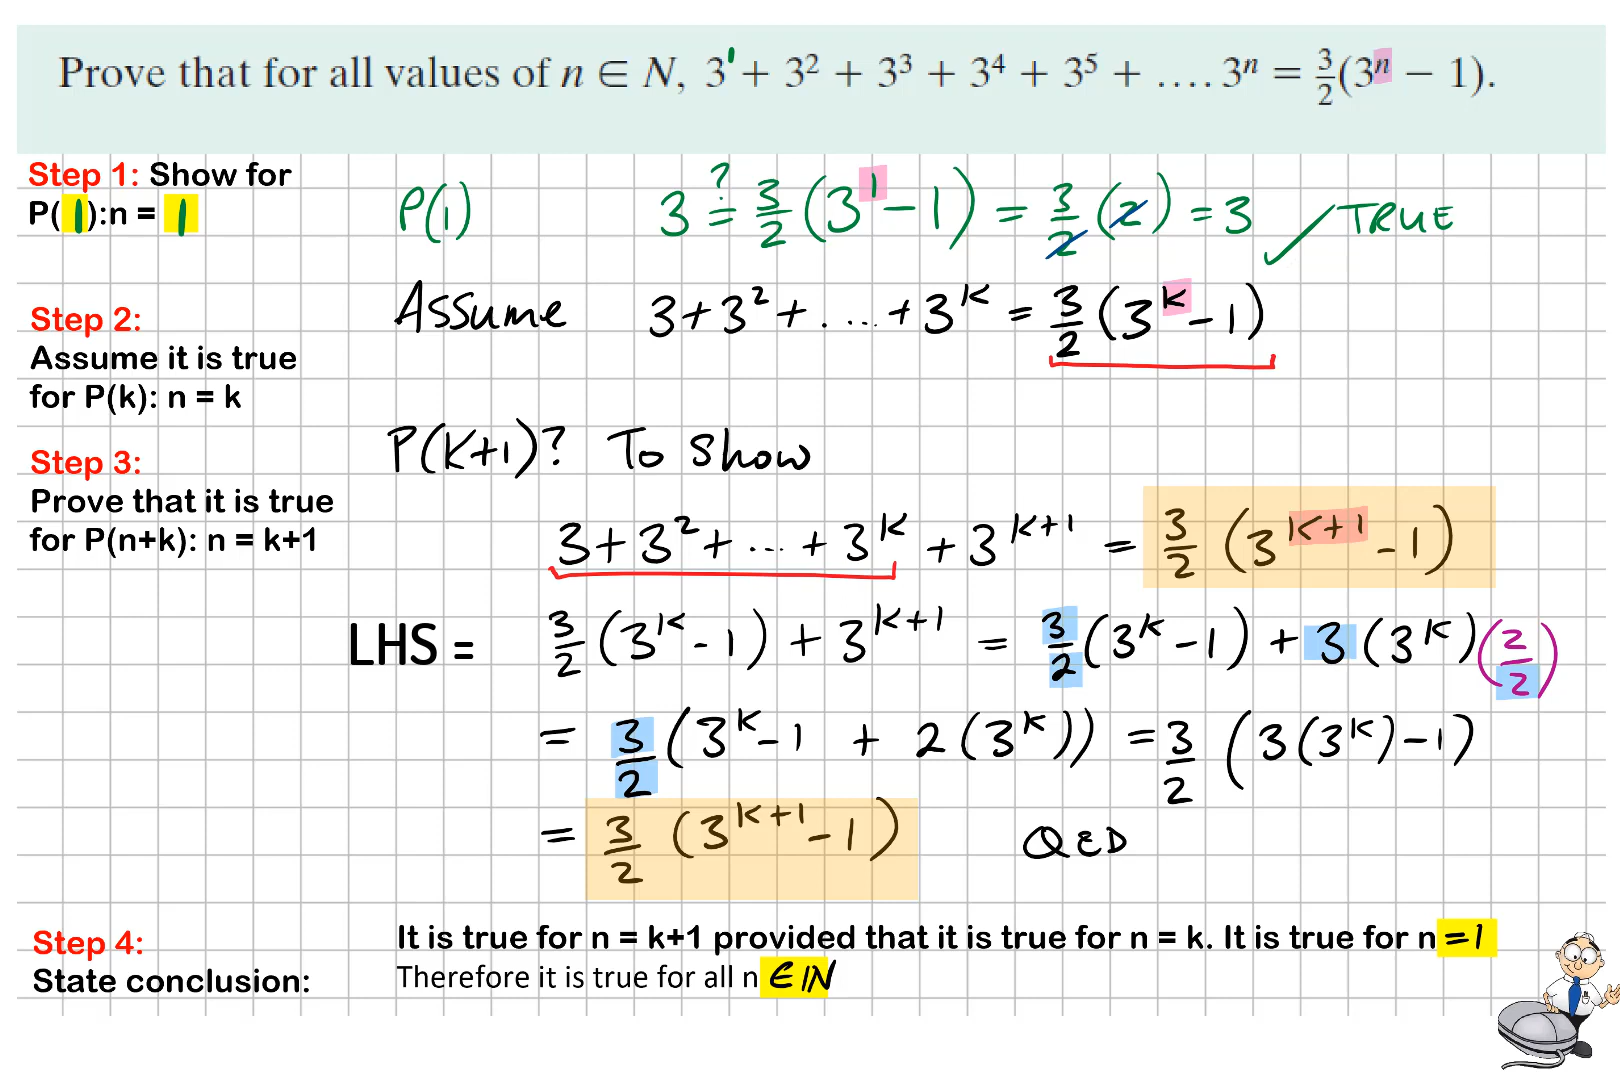 Prove that for all values of n ∈ N, 3¹ + 3² + 3³ + 3⁴ + 3⁵ + .... 3ⁿ = 3/2(3ⁿ − 1).
Step 1: Show for
P(1):n = 1
P(1) 3 ?= 3/2 (3¹ − 1) = 3/2 (2) = 3 ✓ TRUE
Step 2:
Assume it is true
for P(k): n = k
Assume 3 + 3² + .... + 3ᵏ = 3/2 (3ᵏ − 1)
Step 3:
Prove that it is true
for P(n+k): n = k+1
P(k+1)? To show
3 + 3² + ... + 3ᵏ + 3ᵏ⁺¹ = 3/2 (3ᵏ⁺¹ − 1)
LHS = 3/2 (3ᵏ − 1) + 3ᵏ⁺¹ = 3/2 (3ᵏ − 1) + 3 (3ᵏ)(2/2)
= 3/2 (3ᵏ − 1 + 2 (3ᵏ)) = 3/2 (3(3ᵏ) − 1)
= 3/2 (3ᵏ⁺¹ − 1) QED
Step 4:
State conclusion:
It is true for n = k+1 provided that it is true for n = k. It is true for n = 1
Therefore it is true for all n ∈ ℕ